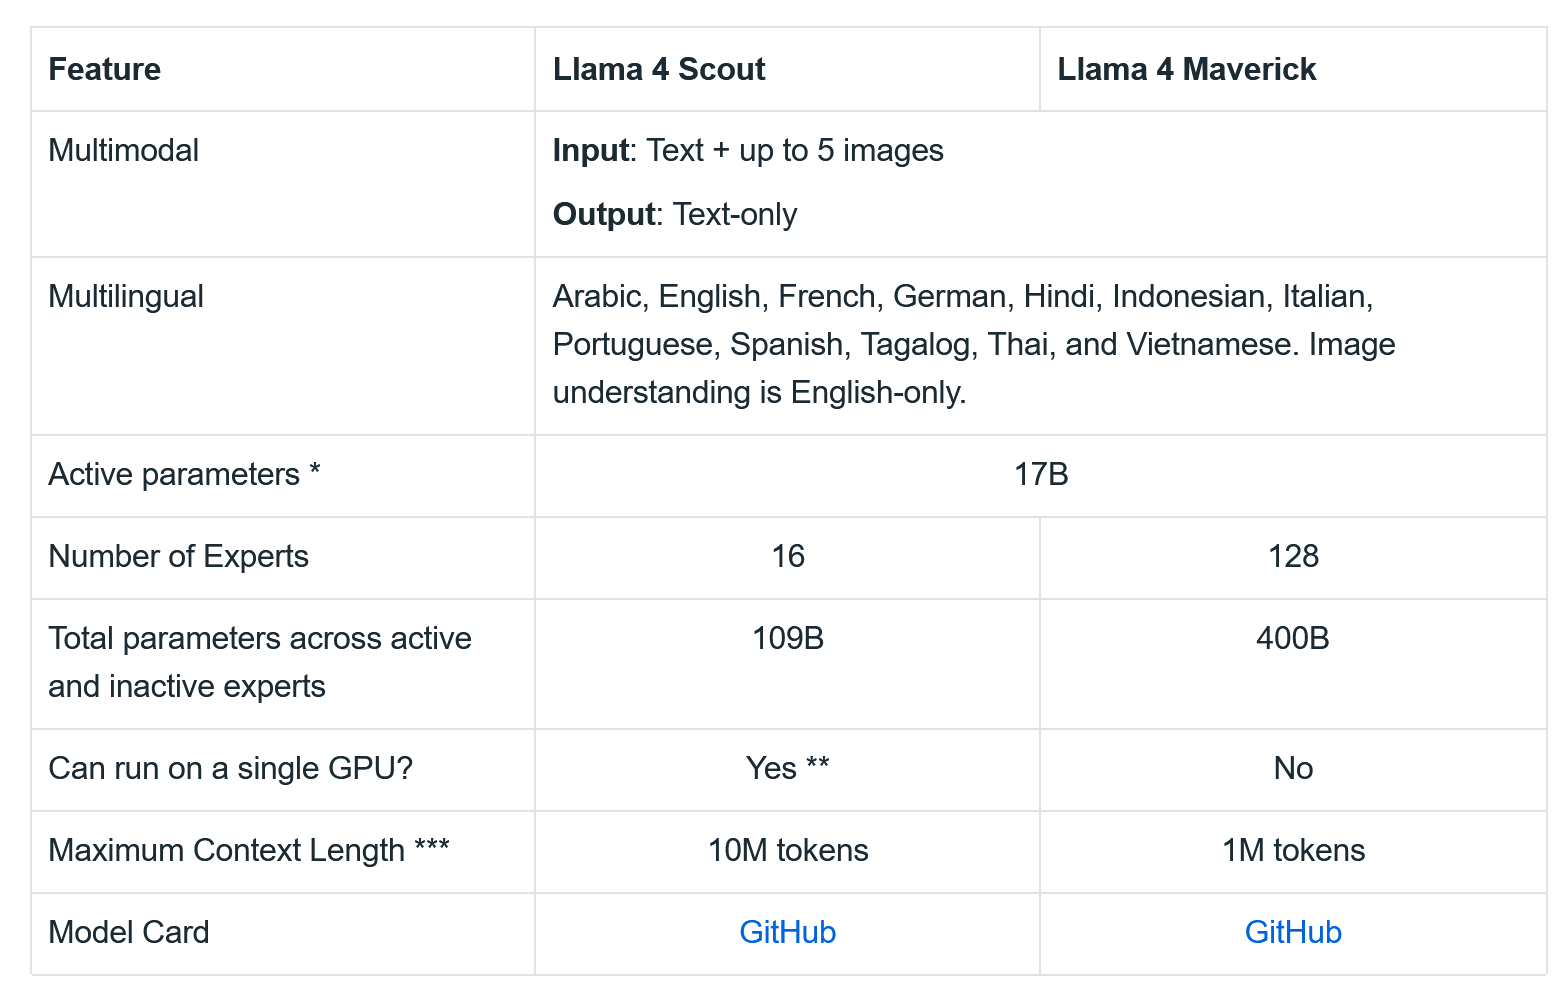 Feature
Llama 4 Scout
Llama 4 Maverick
Multimodal
Input: Text + up to 5 images
Output: Text-only
Multilingual
Arabic, English, French, German, Hindi, Indonesian, Italian,
Portuguese, Spanish, Tagalog, Thai, and Vietnamese. Image
understanding is English-only.
Active parameters *
17B
Number of Experts
16
128
Total parameters across active
and inactive experts
109B
400B
Can run on a single GPU?
Yes **
No
Maximum Context Length ***
10M tokens
1M tokens
Model Card
GitHub
GitHub